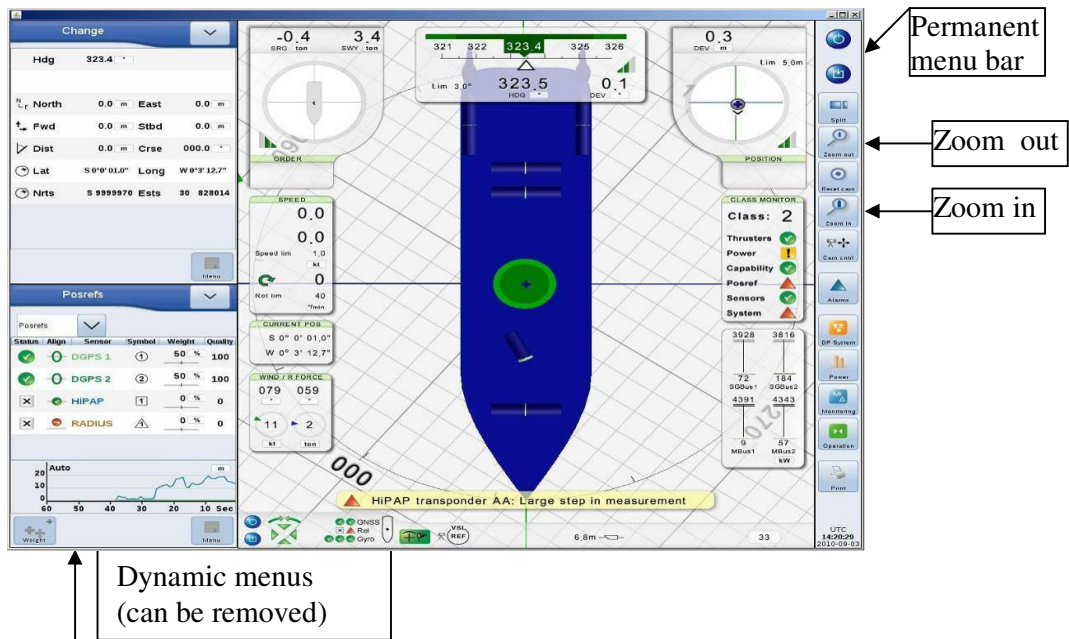 Change
Hdg 323.4 °
North 0.0 m East 0.0 m
Fwd 0.0 m Stbd 0.0 m
Dist 0.0 m Crse 000.0 °
Lat S 0°0' 01.0" Long W 0°3' 12.7"
Nrts S 9999970 Ests 30 828014
Menu
Posrefs
Posrefs
Status Align Sensor Symbol Weight Quality
DGPS 1 1 50 % 100
DGPS 2 2 50 % 100
HiPAP 1 0 % 0
RADIUS 1 0 % 0
Auto m
20
10
0
60 50 40 30 20 10 Sec
Weight
Menu
-0.4 3.4
SRG ton SWY ton
ORDER
321 322 323.4 325 326
Lim 3,0° 323.5 0.1
HDG ° DEV °
0.3
DEV m
Lim 5,0m
POSITION
SPEED
0.0
0.0
Speed lim 1,0
kt
0
Rot lim 40
°/min
CURRENT POS
S 0° 0' 01,0"
W 0° 3' 12,7"
WIND / R FORCE
079 059
° °
11 2
kt ton
CLASS MONITOR
Class: 2
Thrusters
Power
Capability
Posref
Sensors
System
3928 3816
72 184
SGBus1 SGBus2
4391 4343
9 57
MBus1 MBus2
kW
000
270
HiPAP transponder AA: Large step in measurement
GNSS
Rel
Gyro
VSL
REF
6,8m
33
Split
Zoom out
Reset cam
Zoom in
Cam cntrl
Alarms
DP System
Power
Monitoring
Operation
Print
UTC
14:20:29
2010-09-03
Permanent
menu bar
Zoom out
Zoom in
Dynamic menus
(can be removed)